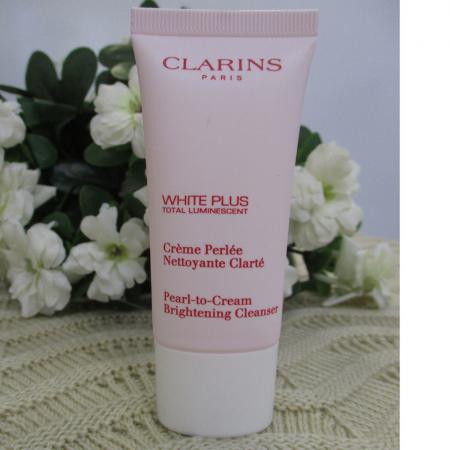 CLARINS
PARIS
WHITE PLUS
TOTAL LUMINESCENT
Crème Perlée
Nettoyante Clarté
Pearl-to-Cream
Brightening Cleanser